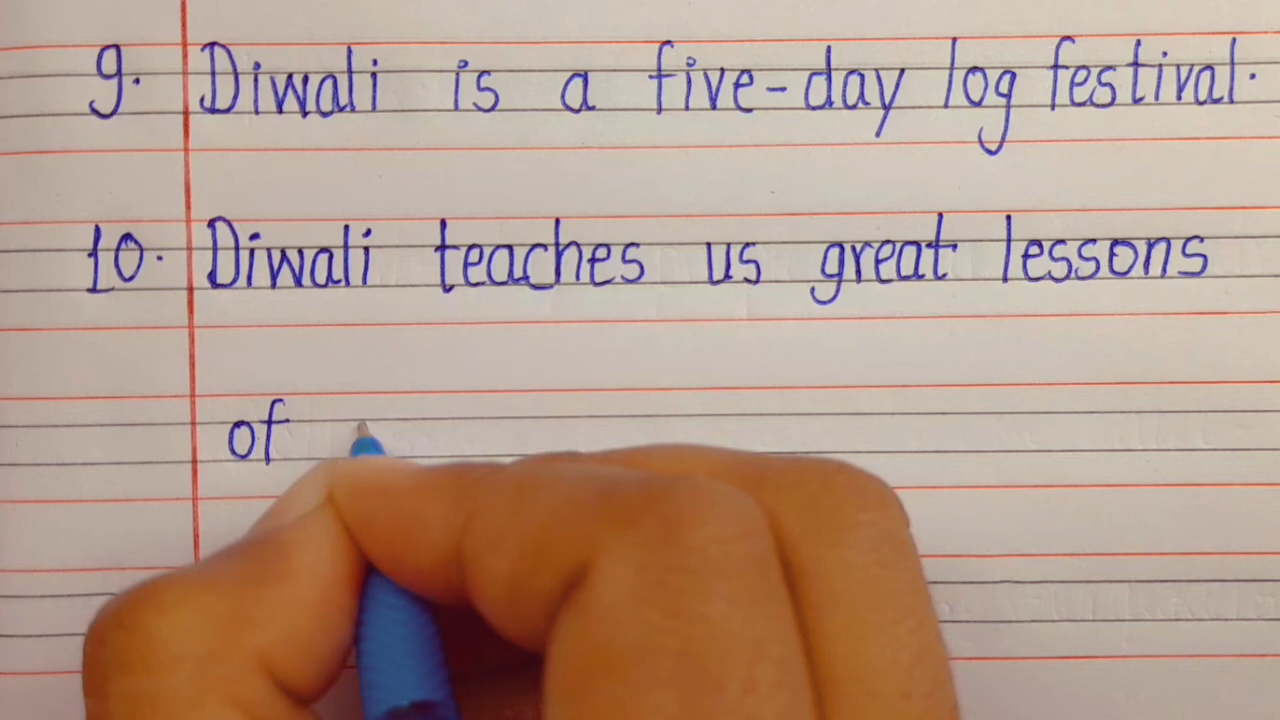 9. Diwali is a five-day log festival.
10. Diwali teaches us great lessons
of